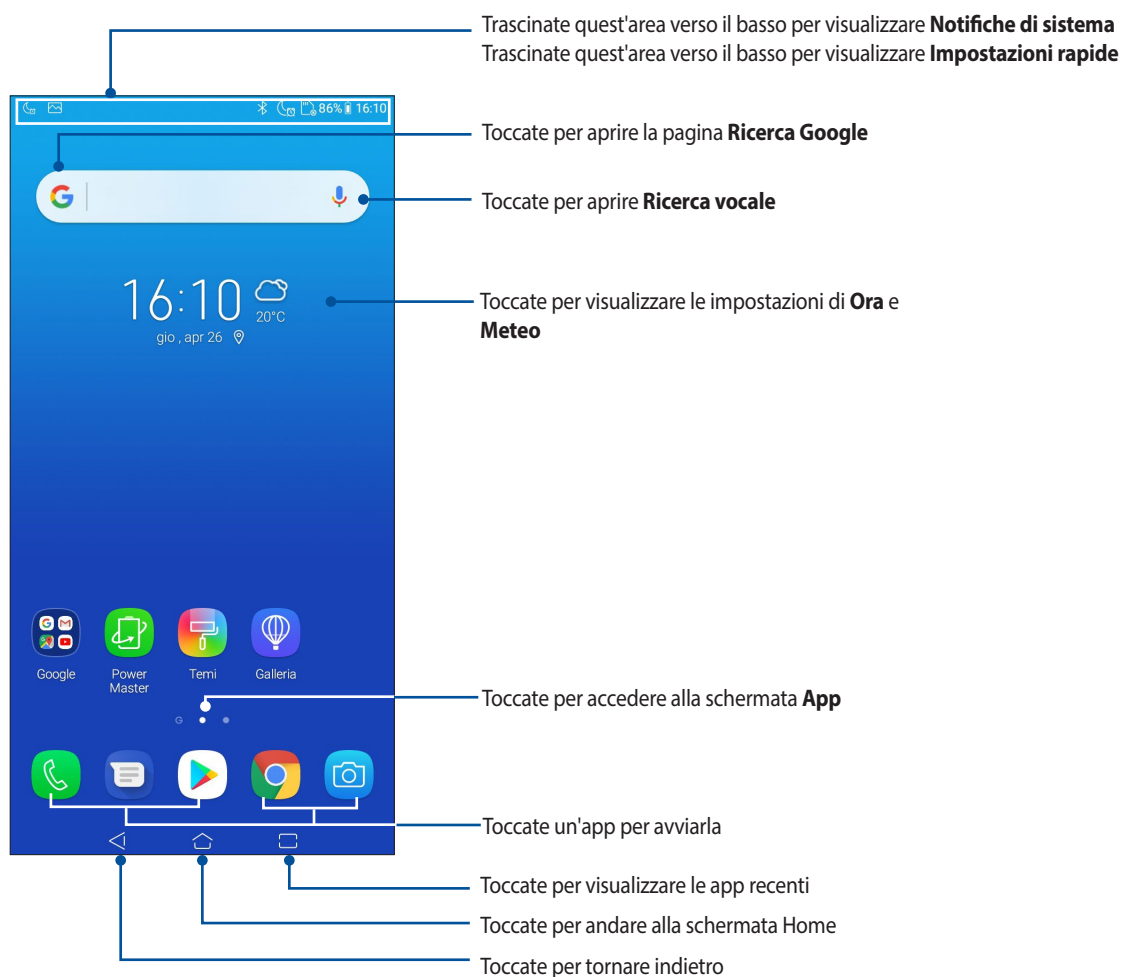 Trascinate quest'area verso il basso per visualizzare Notifiche di sistema
Trascinate quest'area verso il basso per visualizzare Impostazioni rapide
86% 16:10
Toccate per aprire la pagina Ricerca Google
G
Toccate per aprire Ricerca vocale
16:10
20°C
gio , apr 26
Toccate per visualizzare le impostazioni di Ora e
Meteo
Google
Power
Master
Temi
Galleria
Toccate per accedere alla schermata App
G
Toccate un'app per avviarla
Toccate per visualizzare le app recenti
Toccate per andare alla schermata Home
Toccate per tornare indietro